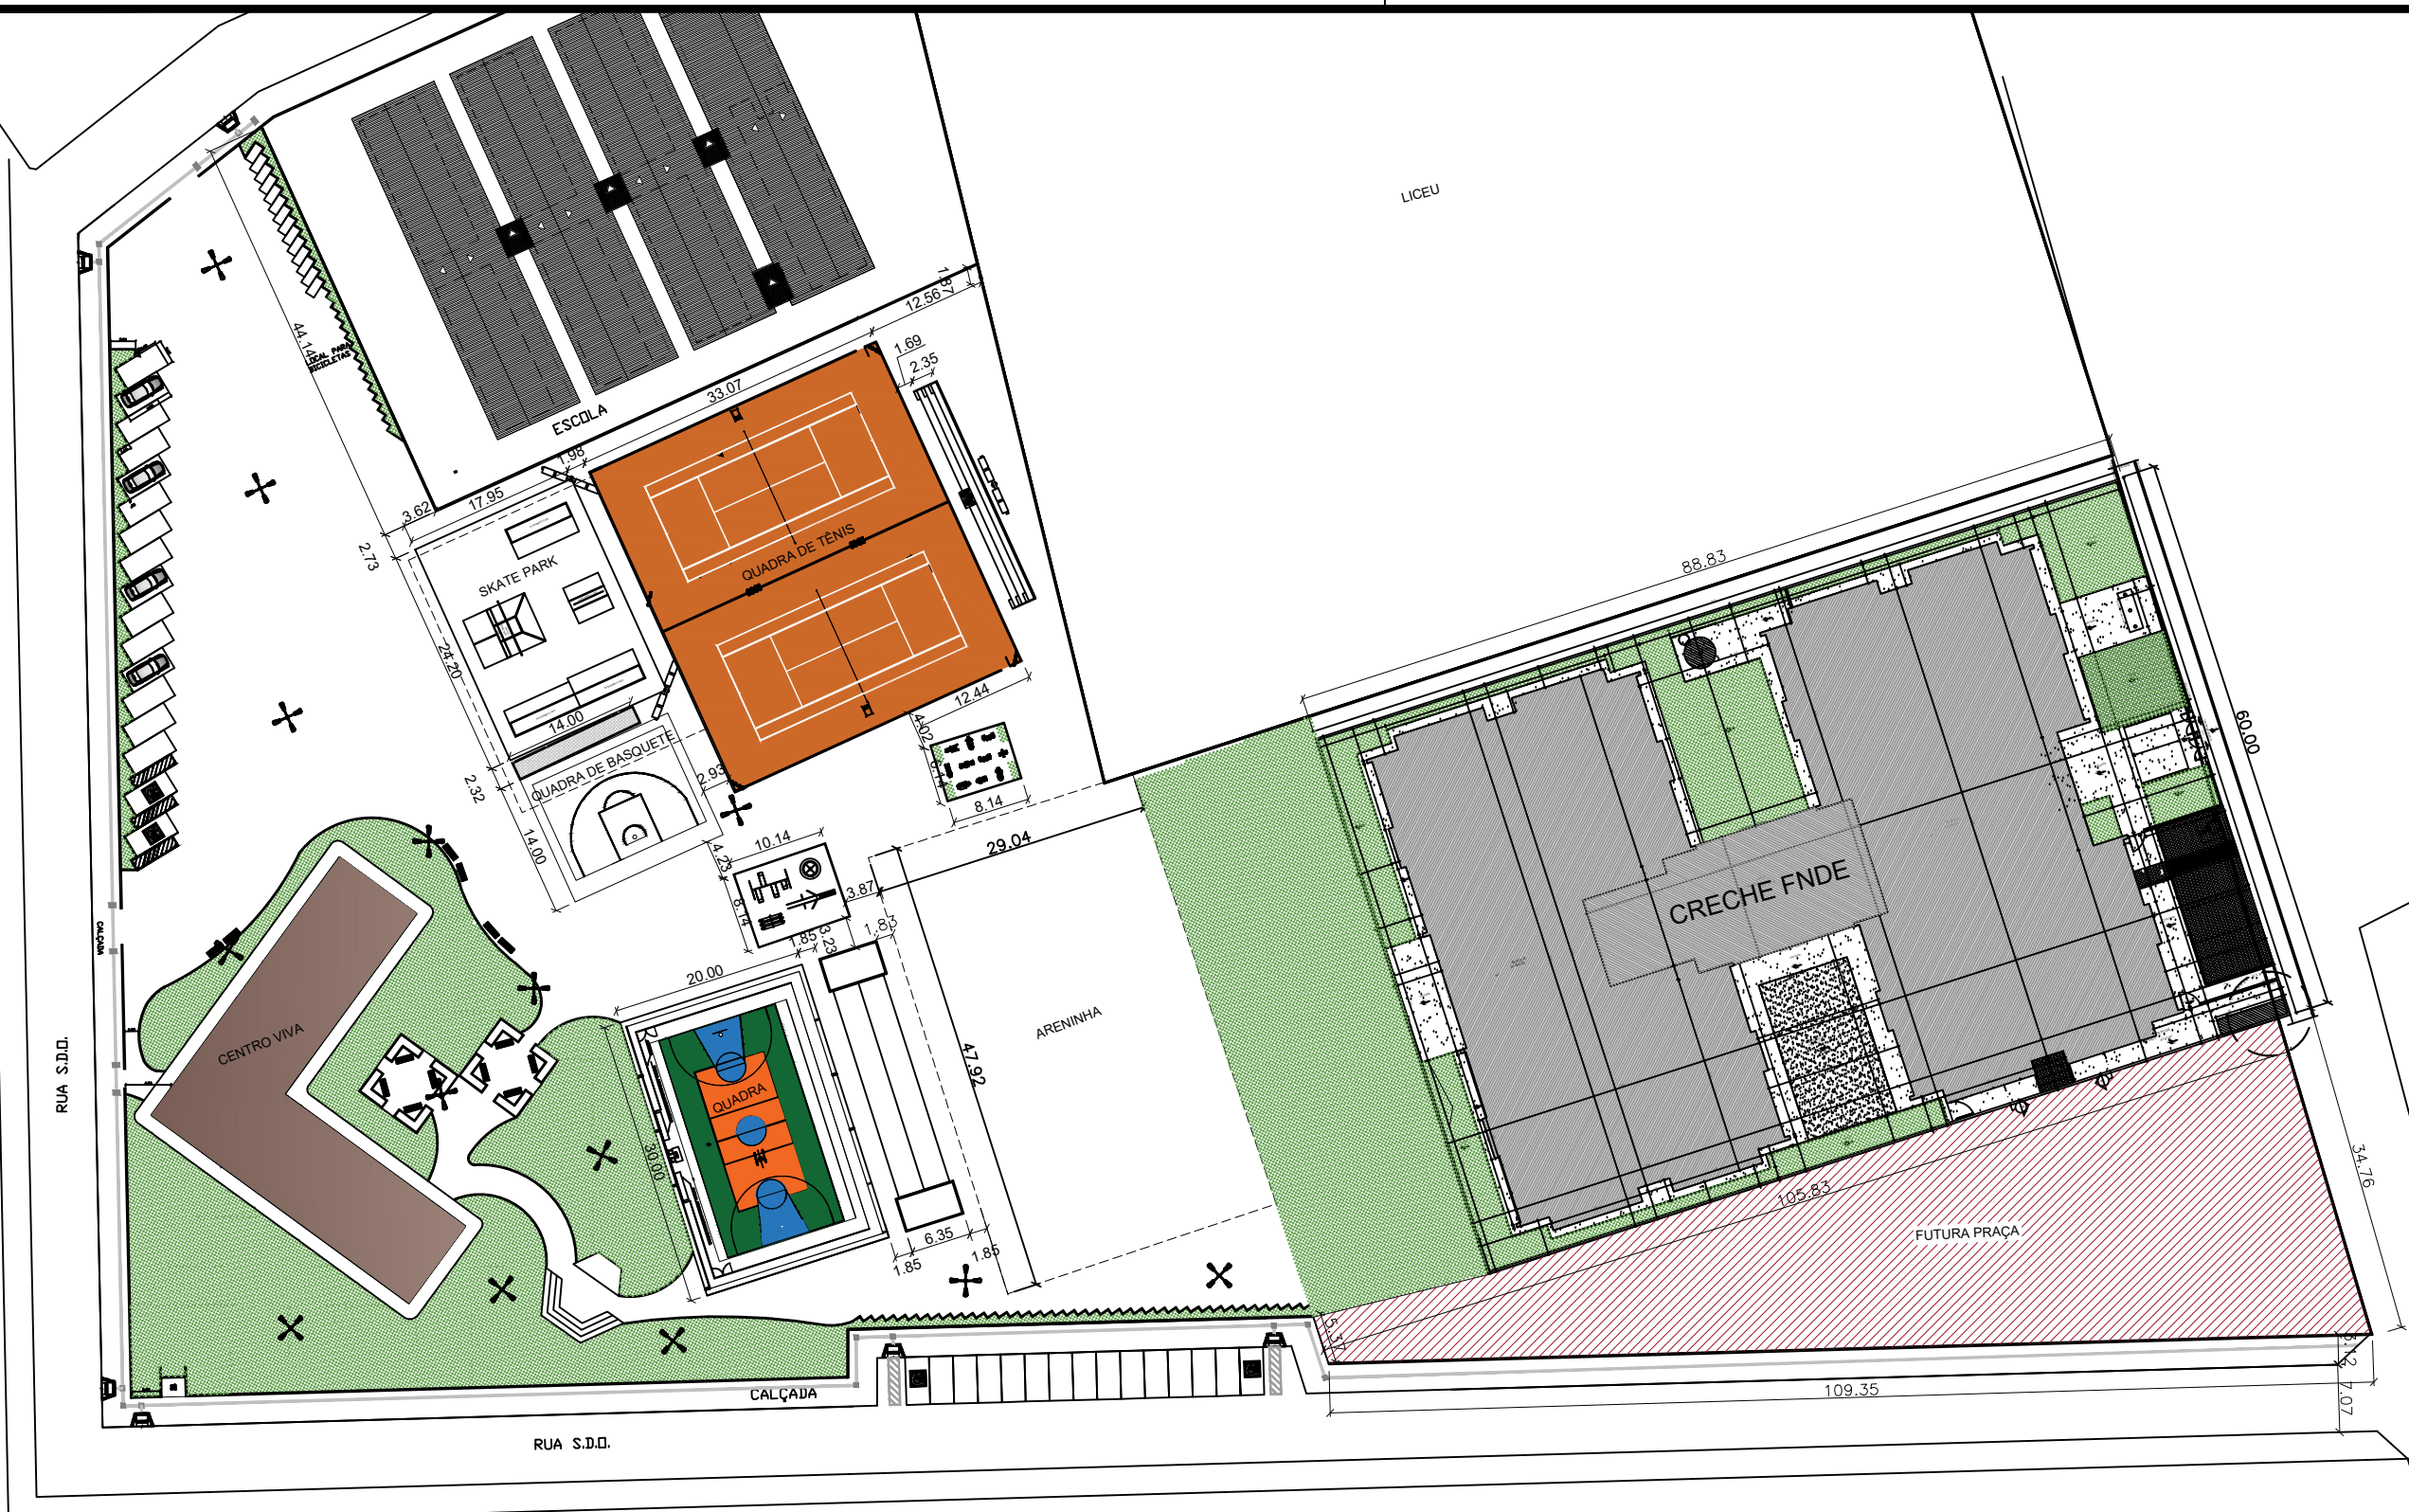 LICEU
1.87
12.56
44.14
LOCAL PARA
BICICLETAS
1.69
2.35
33.07
ESCOLA
1.98
17.95
3.62
2.73
QUADRA DE TÊNIS
SKATE PARK
88.83
24.20
14.00
12.44
4.02
60.00
QUADRA DE BASQUETE
2.93
2.32
8.14
14.00
10.14
4.23
29.04
3.87
8.14
CRECHE FNDE
1.83
3.23
1.85
CALÇADA
20.00
ARENINHA
CENTRO VIVA
47.92
RUA S.D.O.
QUADRA
30.00
34.76
105.83
FUTURA PRAÇA
6.35
1.85
1.85
5.37
3.12
CALÇADA
109.35
7.07
RUA S.D.O.